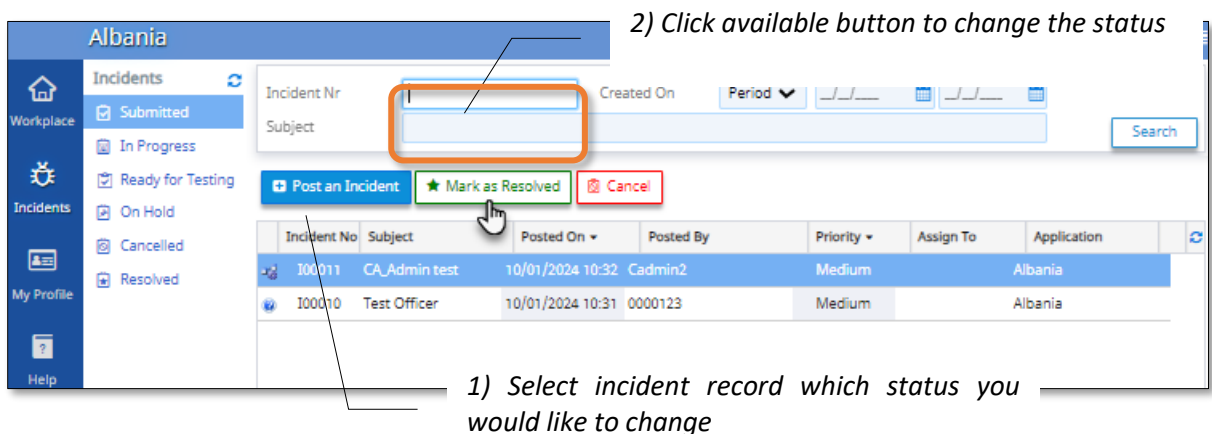 2) Click available button to change the status
Albania
Workplace
Incidents
My Profile
Help
Incidents
Submitted
In Progress
Ready for Testing
On Hold
Cancelled
Resolved
Incident Nr
Created On
Period
_/_/___
_/_/___
Subject
Search
Post an Incident
Mark as Resolved
Cancel
Incident No Subject Posted On Posted By Priority Assign To Application
I00011 CA_Admin test 10/01/2024 10:32 Cadmin2 Medium Albania
I00010 Test Officer 10/01/2024 10:31 0000123 Medium Albania
1) Select incident record which status you
would like to change